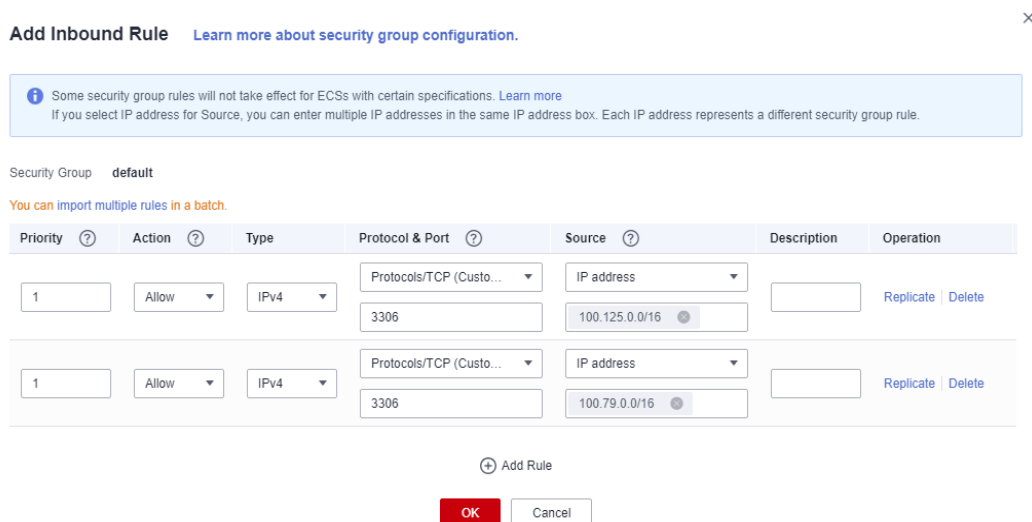 Add Inbound Rule Learn more about security group configuration.
Some security group rules will not take effect for ECSs with certain specifications. Learn more
If you select IP address for Source, you can enter multiple IP addresses in the same IP address box. Each IP address represents a different security group rule.
Security Group default
You can import multiple rules in a batch.
Priority ? Action ? Type Protocol & Port ? Source ? Description Operation
Protocols/TCP (Custo... IP address
1 Allow IPv4 Replicate Delete
3306 100.125.0.0/16
Protocols/TCP (Custo... IP address
1 Allow IPv4 Replicate Delete
3306 100.79.0.0/16
Add Rule
OK Cancel